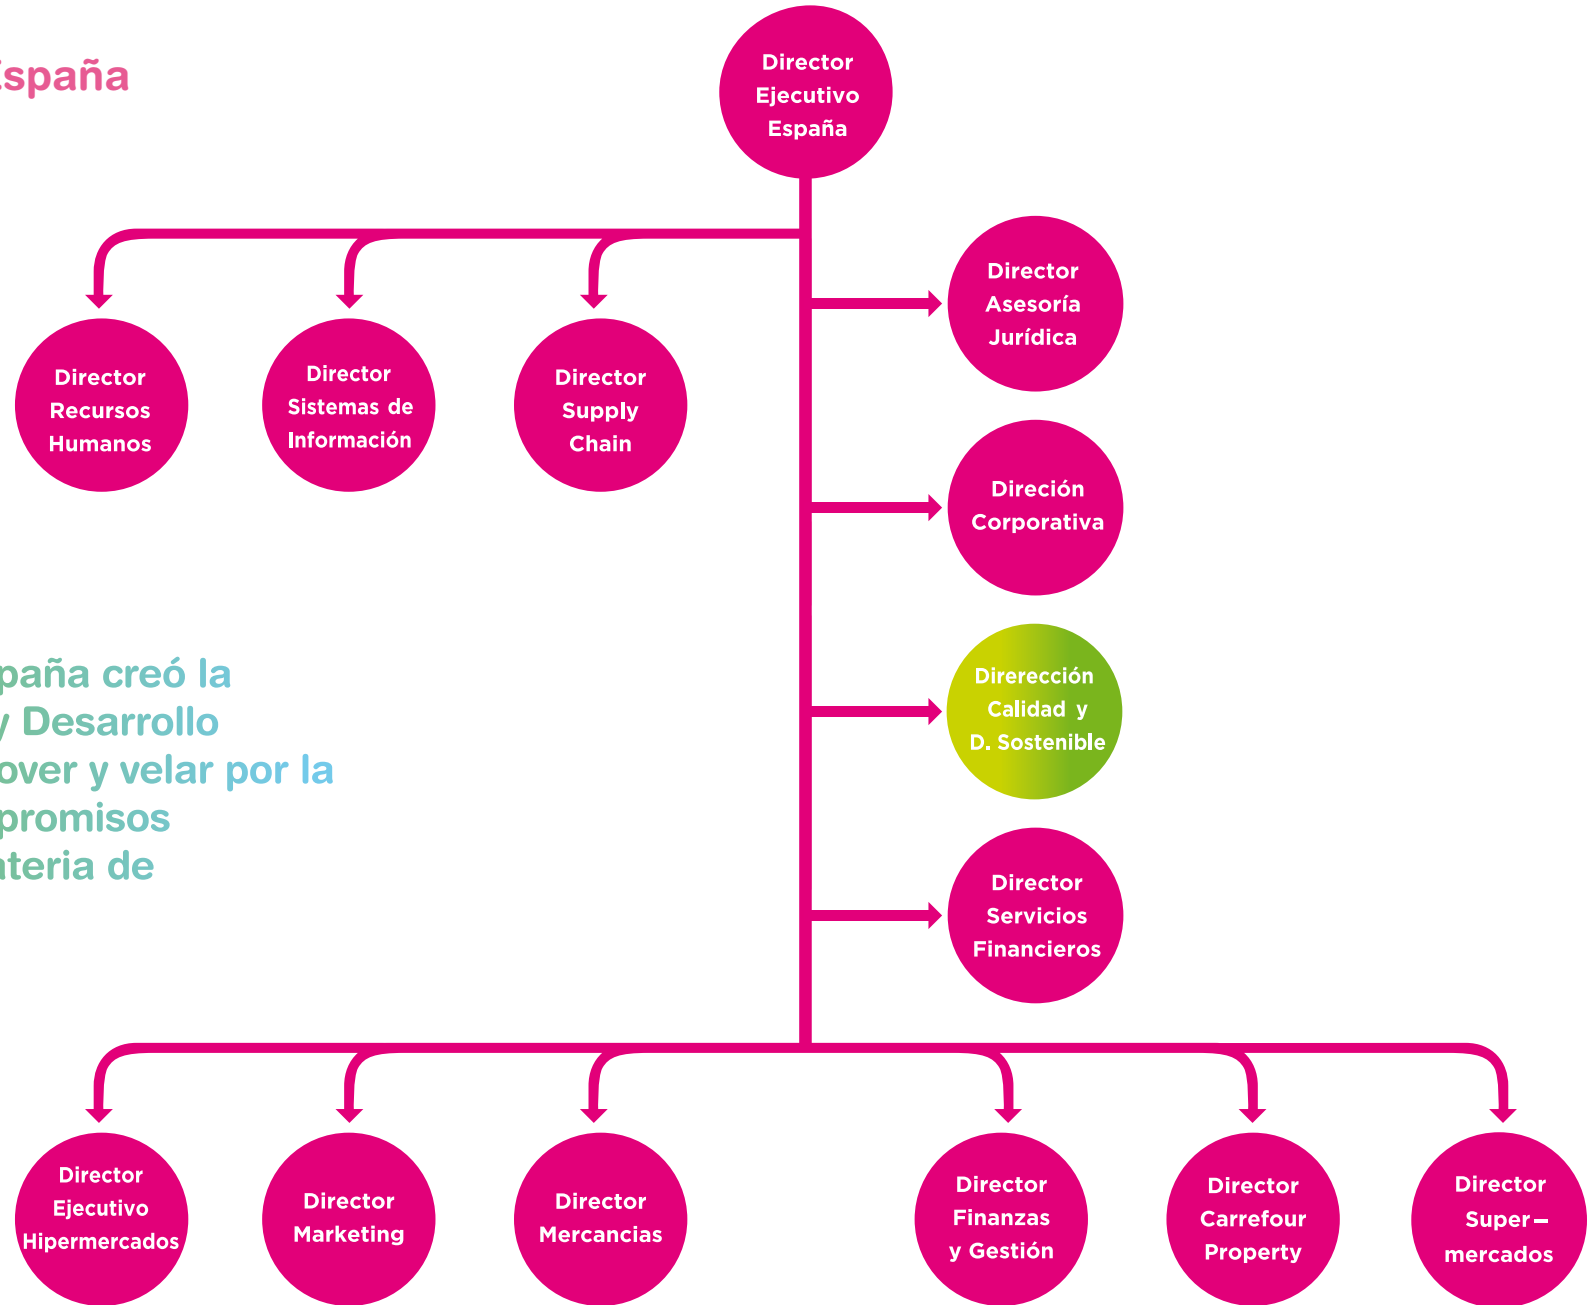 España
Director
Ejecutivo
España
Director
Recursos
Humanos
Director
Sistemas de
Información
Director
Supply
Chain
Director
Asesoría
Jurídica
Direción
Corporativa
Direrección
Calidad y
D. Sostenible
Director
Servicios
Financieros
paña creó la
y Desarrollo
over y velar por la
promisos
ateria de
Director
Ejecutivo
Hipermercados
Director
Marketing
Director
Mercancias
Director
Finanzas
y Gestión
Director
Carrefour
Property
Director
Super-
mercados